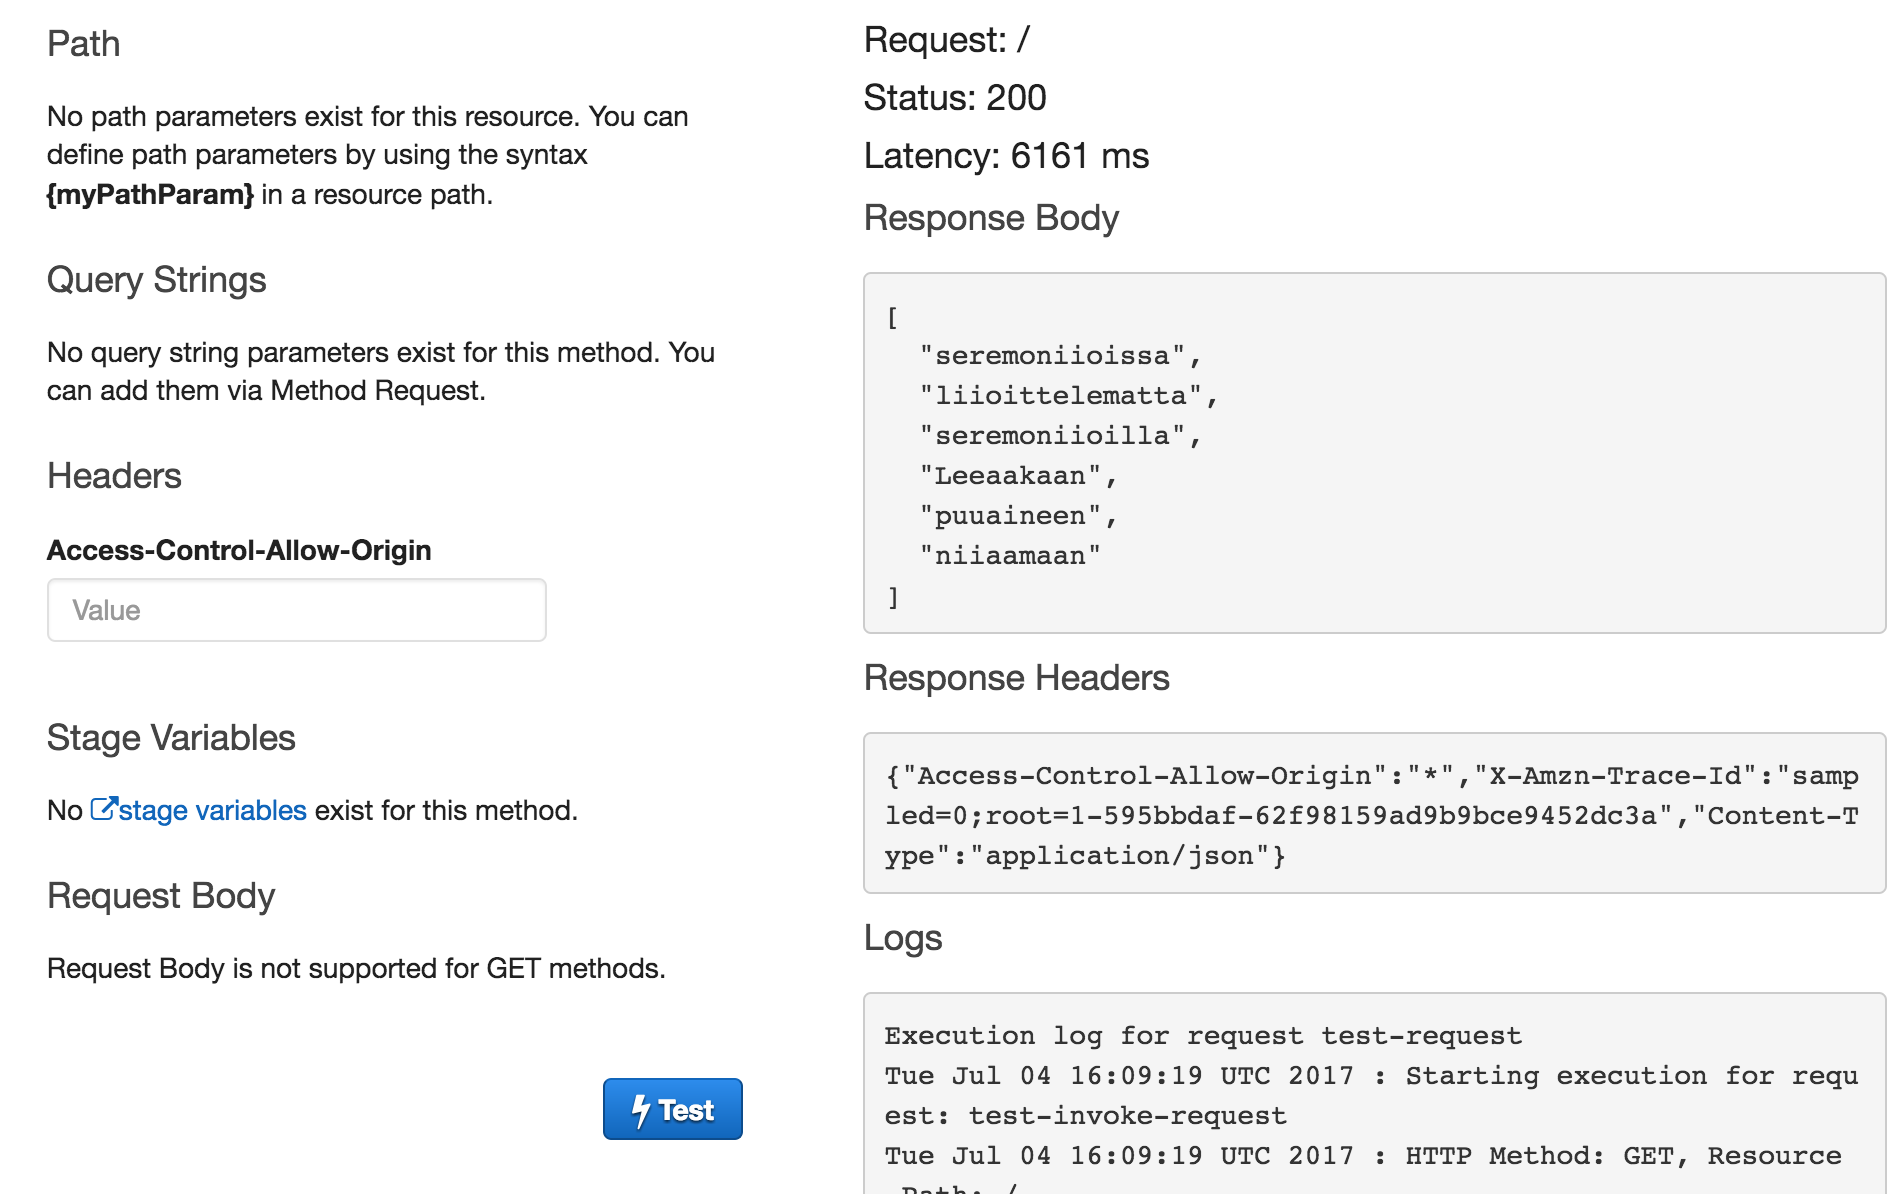 Path
No path parameters exist for this resource. You can
define path parameters by using the syntax
{myPathParam} in a resource path.
Query Strings
No query string parameters exist for this method. You
can add them via Method Request.
Headers
Access-Control-Allow-Origin
Value
Stage Variables
No stage variables exist for this method.
Request Body
Request Body is not supported for GET methods.
Test
Request: /
Status: 200
Latency: 6161 ms
Response Body
[
"seremoniioissa",
"liioittelematta",
"seremoniioilla",
"Leeaakaan",
"puuaineen",
"niiaamaan"
]
Response Headers
{"Access-Control-Allow-Origin":"*","X-Amzn-Trace-Id":"samp
led=0;root=1-595bbdaf-62f98159ad9b9bce9452dc3a","Content-T
ype":"application/json"}
Logs
Execution log for request test-request
Tue Jul 04 16:09:19 UTC 2017 : Starting execution for requ
est: test-invoke-request
Tue Jul 04 16:09:19 UTC 2017 : HTTP Method: GET, Resource
Path: /